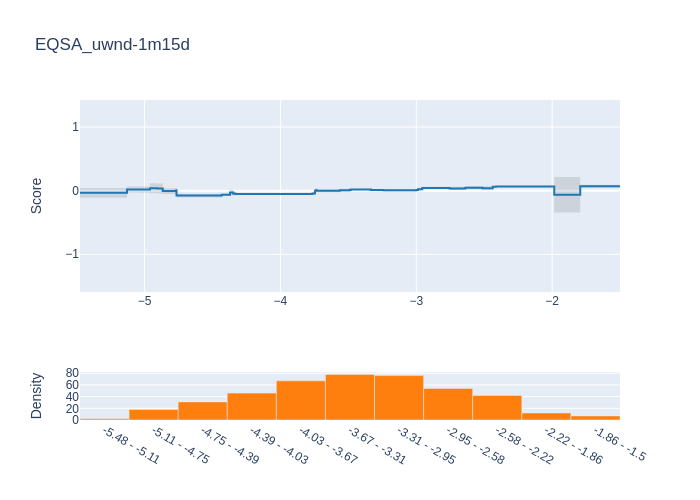 EQSA_uwnd-1m15d
Score
1
0
−1
−5
−4
−3
−2
Density
80
60
40
20
0
-5.48 - -5.11
-5.11 - -4.75
-4.75 - -4.39
-4.39 - -4.03
-4.03 - -3.67
-3.67 - -3.31
-3.31 - -2.95
-2.95 - -2.58
-2.58 - -2.22
-2.22 - -1.86
-1.86 - -1.5